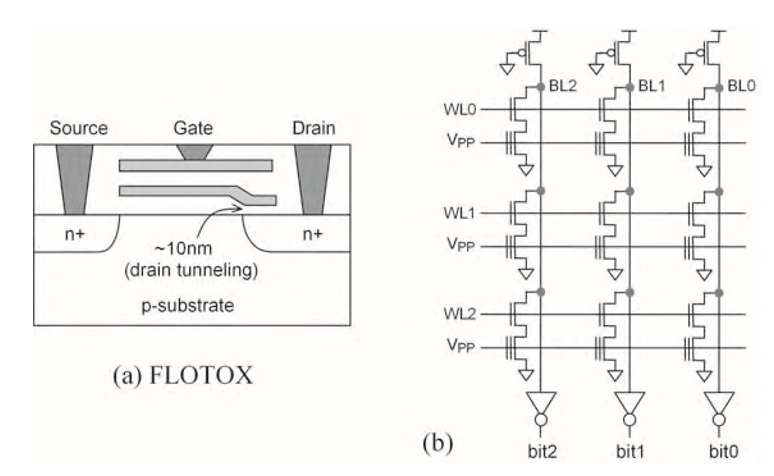 Source Gate Drain
n+ n+
~10nm
(drain tunneling)
p-substrate
(a) FLOTOX
BL2 BL1 BL0
WL0
VPP
WL1
VPP
WL2
VPP
(b)
bit2 bit1 bit0